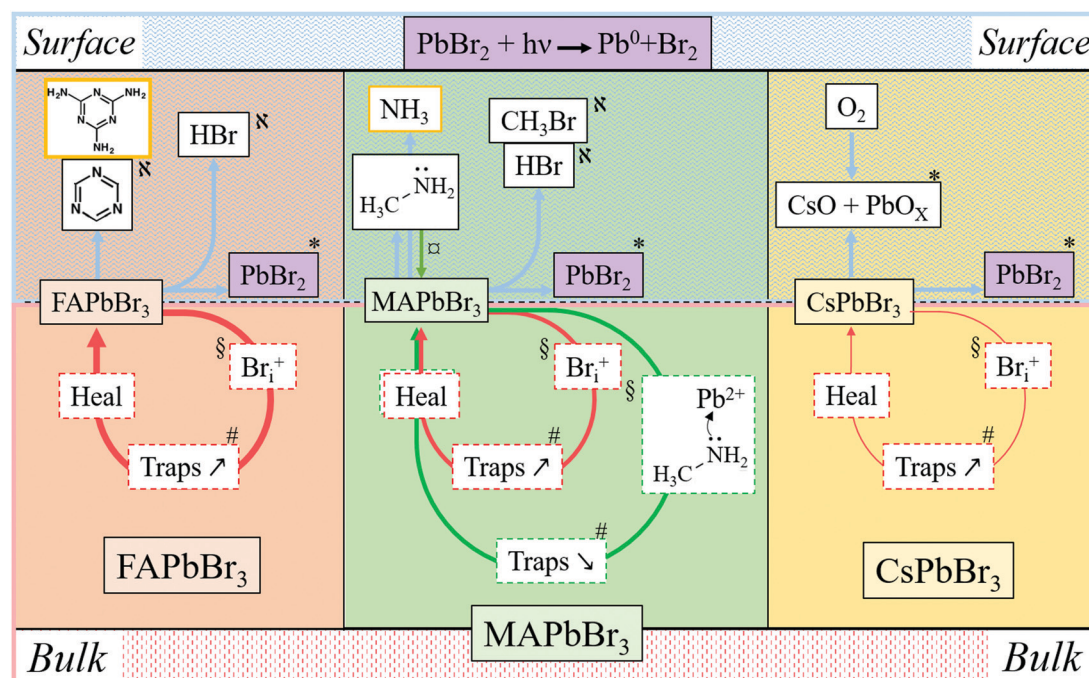 Surface
PbBr₂ + hν → Pb⁰+Br₂
Surface
H₂N N NH₂
N N
NH₂
א
N
N N
HBr
א
PbBr₂
*
FAPbBr₃
§
Brᵢ⁺
Heal
#
Traps ↗
FAPbBr₃
NH₃
CH₃Br
א
HBr
א
N̈H₂
H₃C
¤
PbBr₂
*
MAPbBr₃
§
Brᵢ⁺
§
Heal
Pb²⁺
N̈H₂
H₃C
#
Traps ↗
#
Traps ↘
MAPbBr₃
O₂
*
CsO + PbOₓ
PbBr₂
*
CsPbBr₃
§
Brᵢ⁺
Heal
#
Traps ↗
CsPbBr₃
Bulk
Bulk